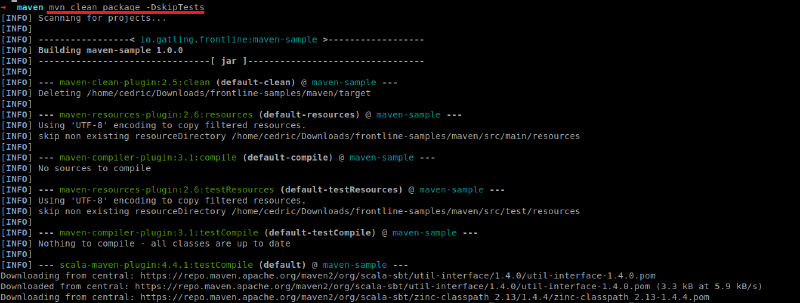 → maven mvn clean package -DskipTests
[INFO] Scanning for projects...
[INFO]
[INFO] -----------------< io.gatling.frontline:maven-sample >------------------
[INFO] Building maven-sample 1.0.0
[INFO] --------------------------------[ jar ]---------------------------------
[INFO]
[INFO] --- maven-clean-plugin:2.5:clean (default-clean) @ maven-sample ---
[INFO] Deleting /home/cedric/Downloads/frontline-samples/maven/target
[INFO]
[INFO] --- maven-resources-plugin:2.6:resources (default-resources) @ maven-sample ---
[INFO] Using 'UTF-8' encoding to copy filtered resources.
[INFO] skip non existing resourceDirectory /home/cedric/Downloads/frontline-samples/maven/src/main/resources
[INFO]
[INFO] --- maven-compiler-plugin:3.1:compile (default-compile) @ maven-sample ---
[INFO] No sources to compile
[INFO]
[INFO] --- maven-resources-plugin:2.6:testResources (default-testResources) @ maven-sample ---
[INFO] Using 'UTF-8' encoding to copy filtered resources.
[INFO] skip non existing resourceDirectory /home/cedric/Downloads/frontline-samples/maven/src/test/resources
[INFO]
[INFO] --- maven-compiler-plugin:3.1:testCompile (default-testCompile) @ maven-sample ---
[INFO] Nothing to compile - all classes are up to date
[INFO]
[INFO] --- scala-maven-plugin:4.4.1:testCompile (default) @ maven-sample ---
Downloading from central: https://repo.maven.apache.org/maven2/org/scala-sbt/util-interface/1.4.0/util-interface-1.4.0.pom
Downloaded from central: https://repo.maven.apache.org/maven2/org/scala-sbt/util-interface/1.4.0/util-interface-1.4.0.pom (3.3 kB at 5.9 kB/s)
Downloading from central: https://repo.maven.apache.org/maven2/org/scala-sbt/zinc-classpath_2.13/1.4.4/zinc-classpath_2.13-1.4.4.pom